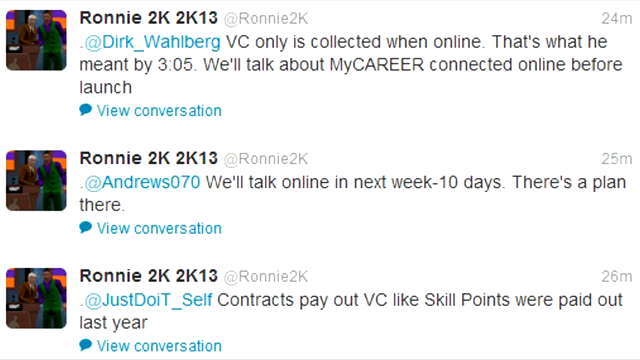 Ronnie 2K 2K13 @Ronnie2K 24m
.@Dirk_Wahlberg VC only is collected when online. That's what he
meant by 3:05. We'll talk about MyCAREER connected online before
launch
View conversation
Ronnie 2K 2K13 @Ronnie2K 25m
.@Andrews070 We'll talk online in next week-10 days. There's a plan
there.
View conversation
Ronnie 2K 2K13 @Ronnie2K 26m
.@JustDoiT_Self Contracts pay out VC like Skill Points were paid out
last year
View conversation